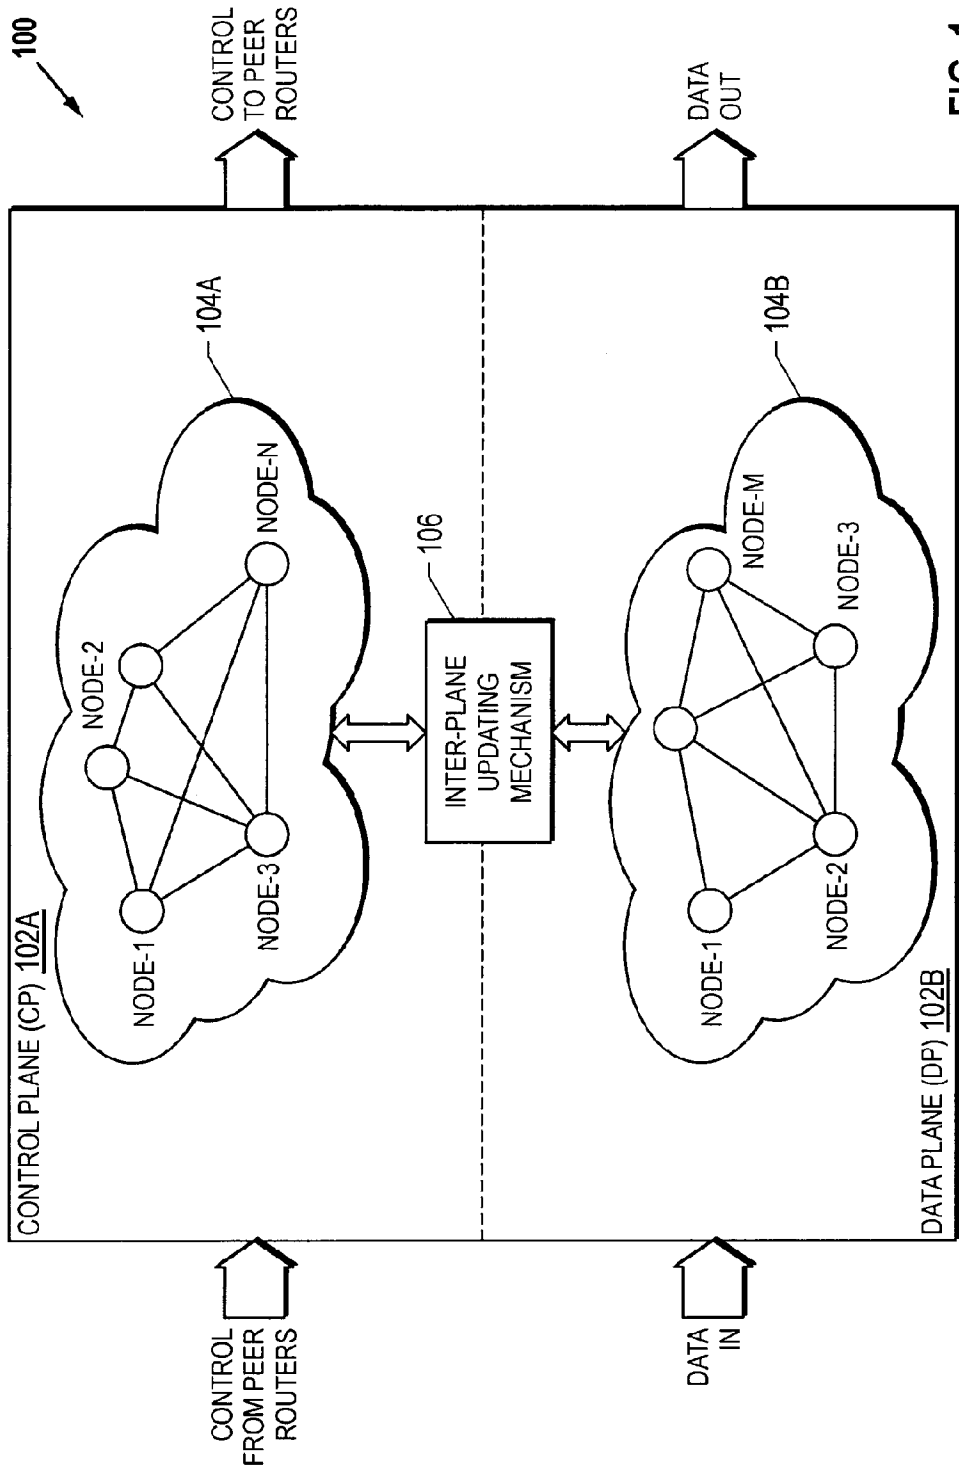 100
CONTROL PLANE (CP) 102A
CONTROL
FROM PEER
ROUTERS
CONTROL
TO PEER
ROUTERS
104A
NODE-1
NODE-2
NODE-3
NODE-N
106
INTER-PLANE
UPDATING
MECHANISM
DATA
IN
DATA
OUT
104B
NODE-1
NODE-2
NODE-M
NODE-3
DATA PLANE (DP) 102B
FIG. 1